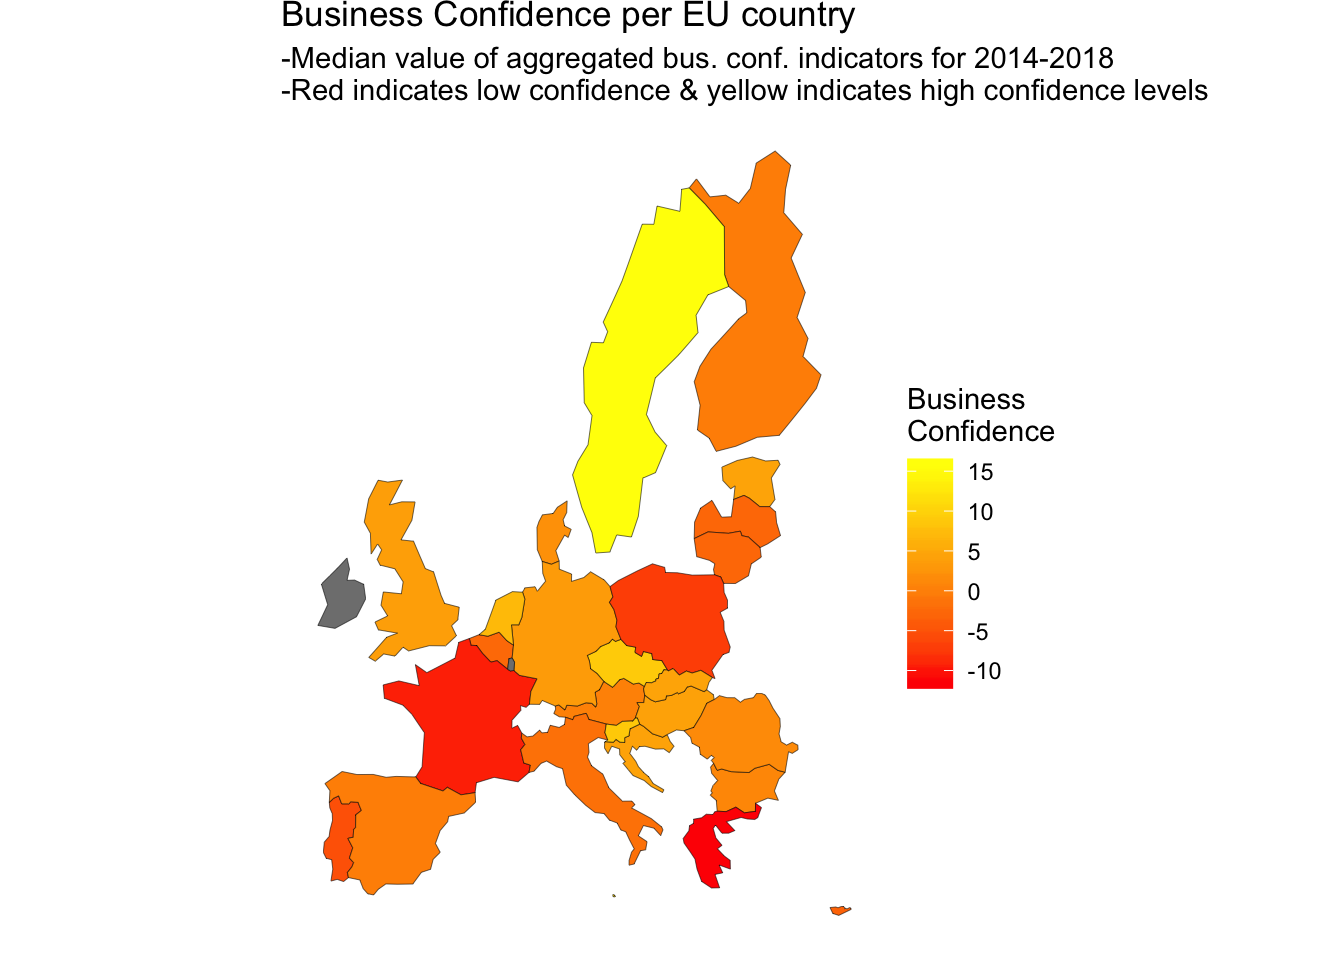 Business Confidence per EU country
-Median value of aggregated bus. conf. indicators for 2014-2018
-Red indicates low confidence & yellow indicates high confidence levels
Business
Confidence
15
10
5
0
-5
-10